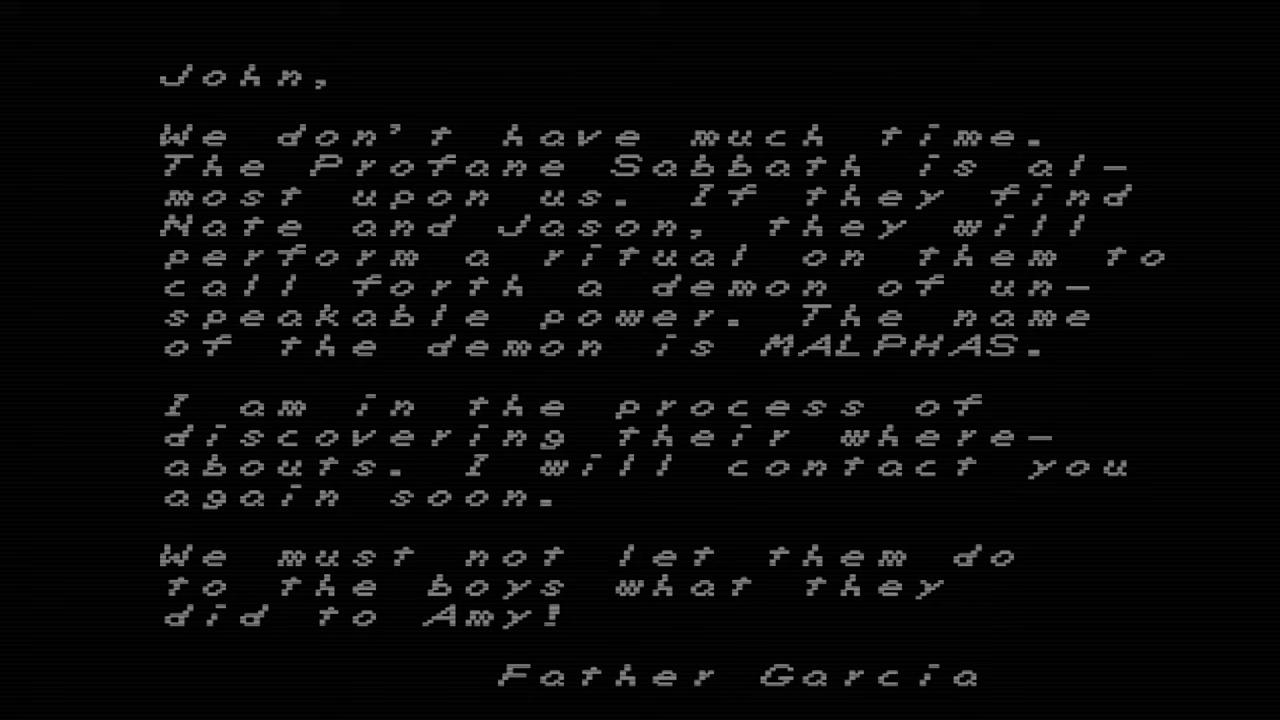 John,
We don't have much time.
The Profane Sabbath is al-
most upon us. If they find
Nate and Jason, they will
perform a ritual on them to
call forth a demon of un-
speakable power. The name
of the demon is MALPHAS.
I am in the process of
discovering their where-
abouts. I will contact you
again soon.
We must not let them do
to the boys what they
did to Amy!
Father Garcia